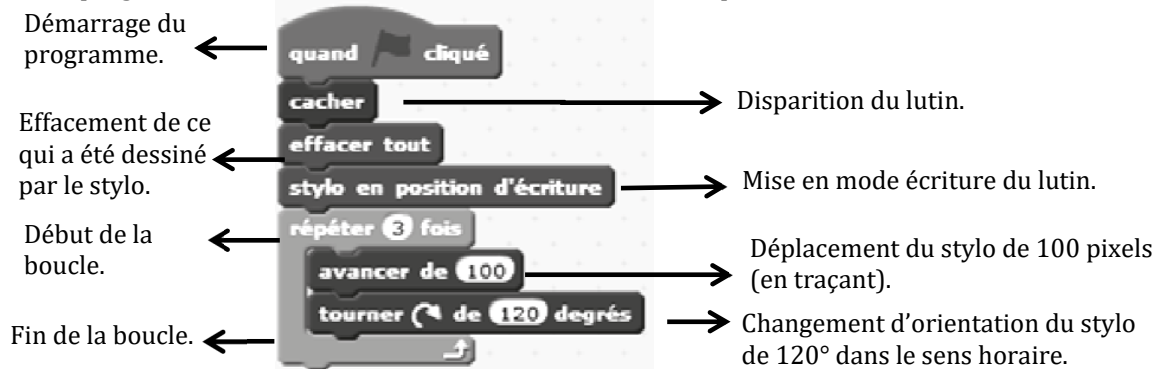 Démarrage du
programme.
quand cliqué
cacher
Disparition du lutin.
Effacement de ce
qui a été dessiné
par le stylo.
effacer tout
stylo en position d'écriture
Mise en mode écriture du lutin.
Début de la
boucle.
répéter 3 fois
avancer de 100
Déplacement du stylo de 100 pixels
(en traçant).
tourner de 120 degrés
Changement d’orientation du stylo
de 120° dans le sens horaire.
Fin de la boucle.